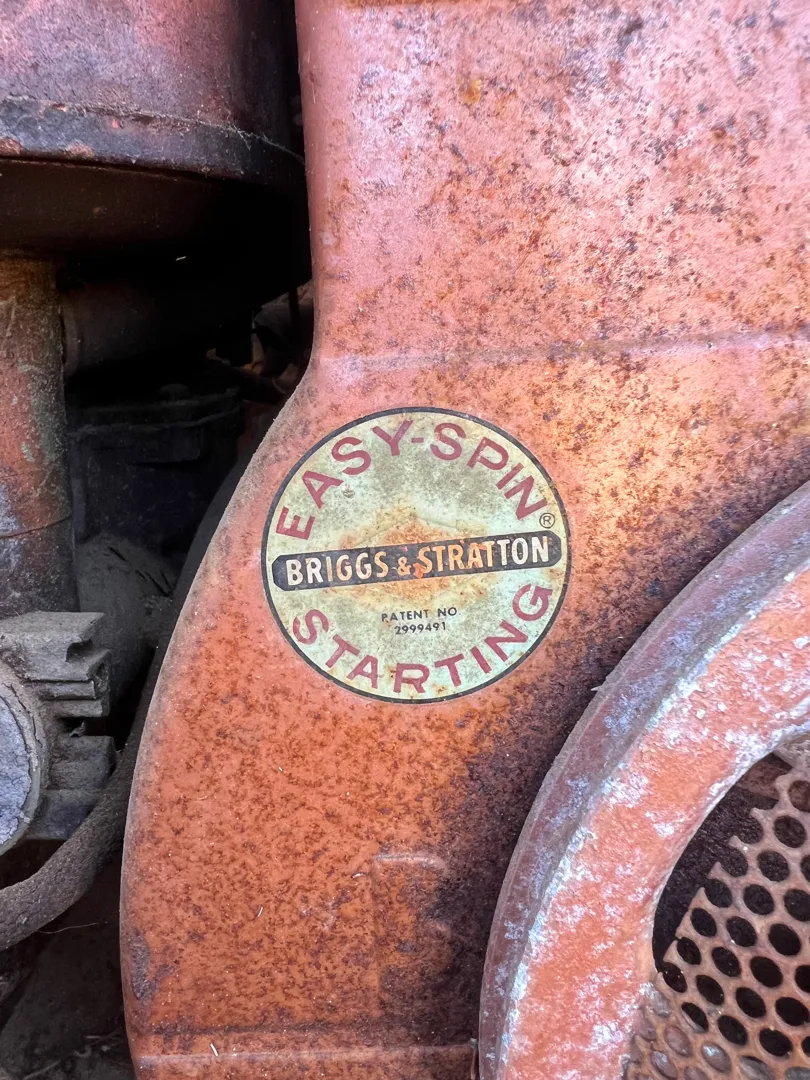 EASY-SPIN®
BRIGGS & STRATTON
PATENT NO
2999491
STARTING